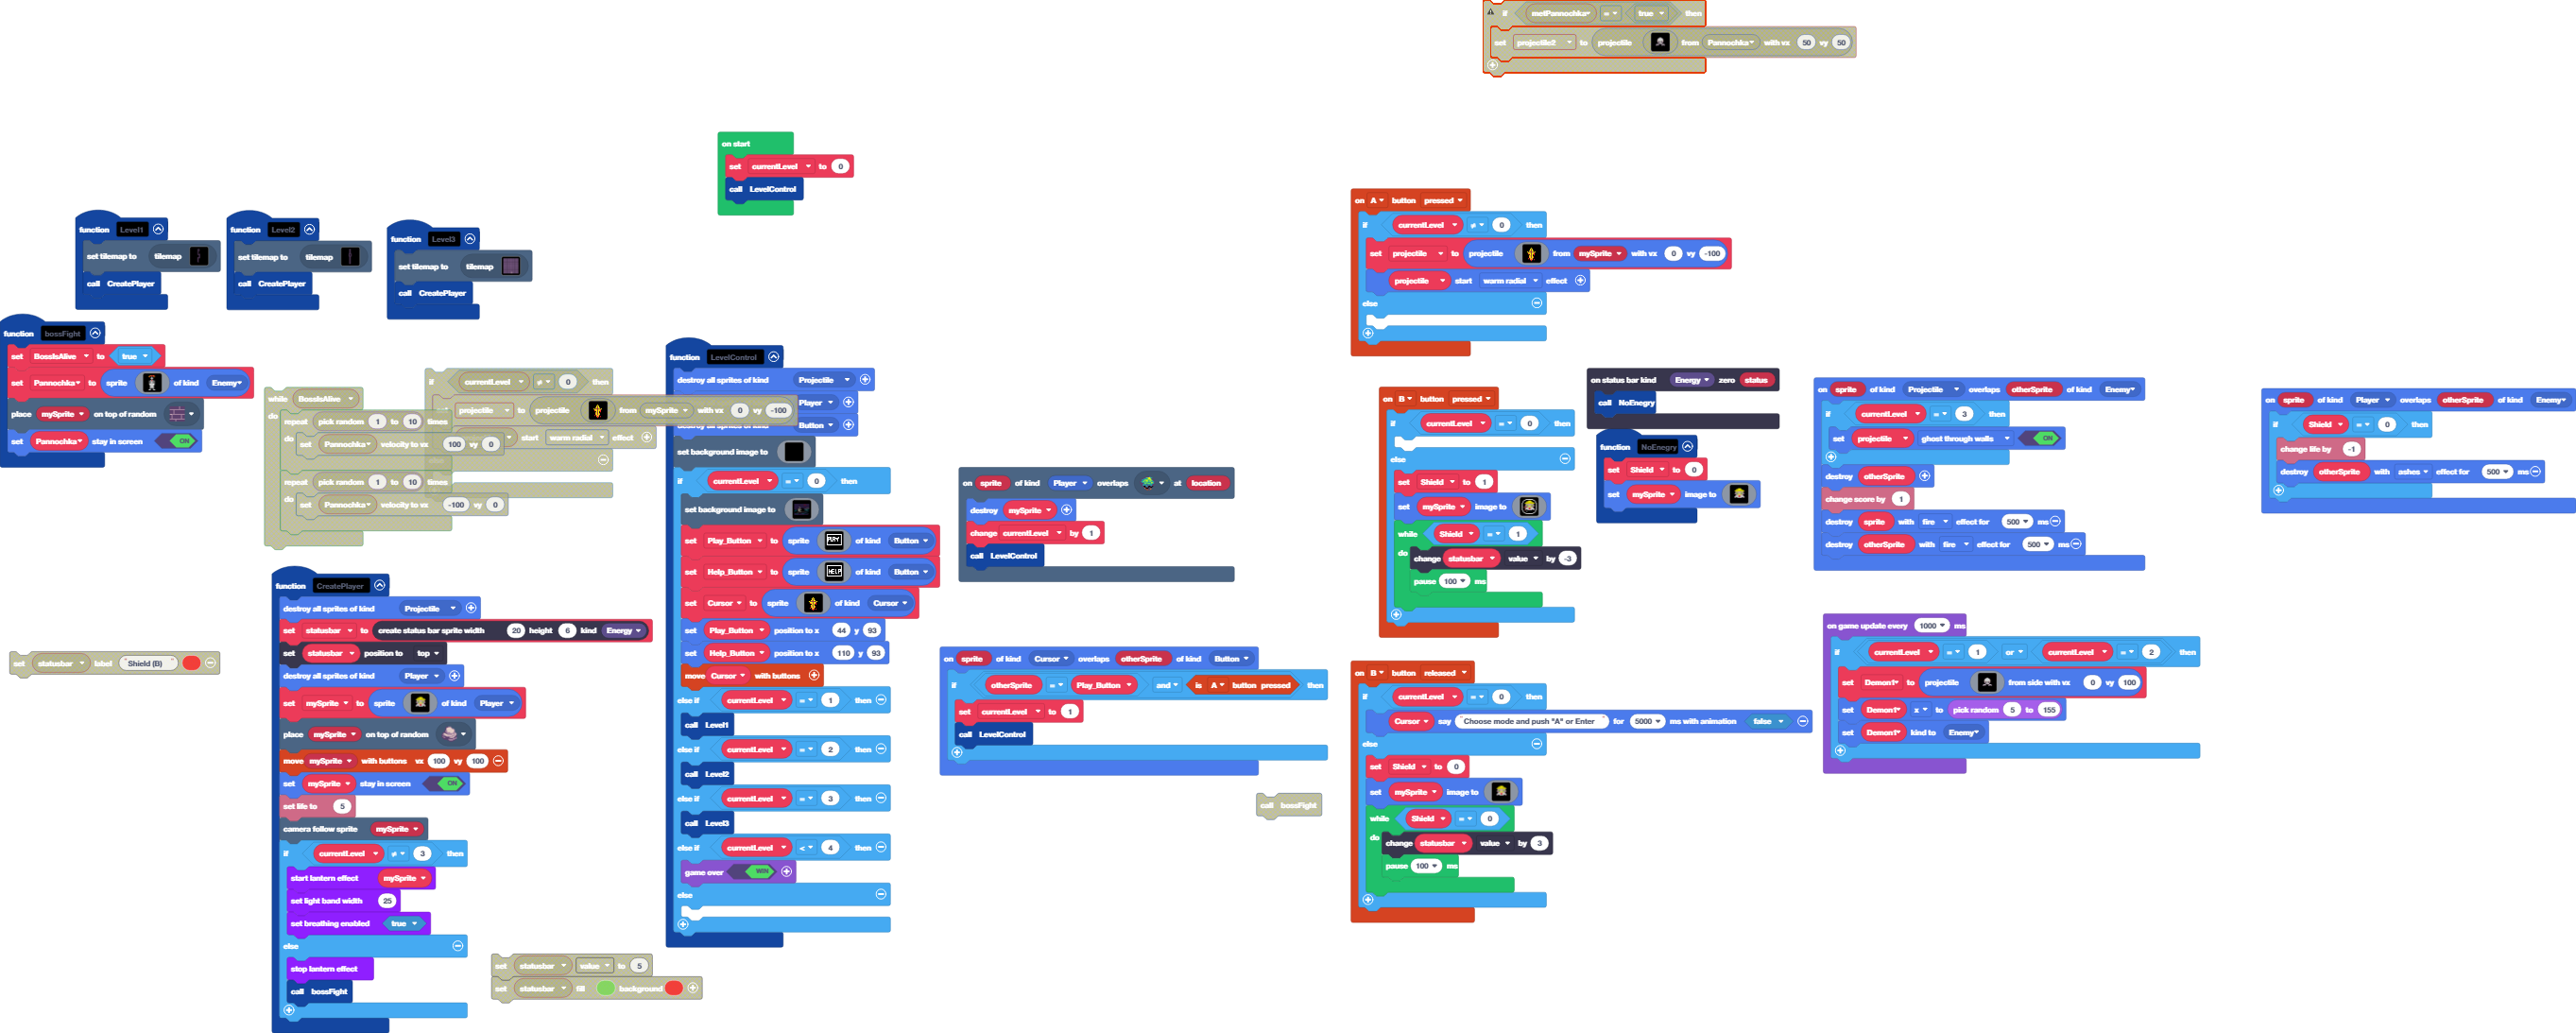 if metPannochka = true then
set projectile2 to projectile from Pannochka with vx 50 vy 50
on start
set currentLevel to 0
call LevelControl
function Level1
set tilemap to tilemap
call CreatePlayer
function Level2
set tilemap to tilemap
call CreatePlayer
function Level3
set tilemap to tilemap
call CreatePlayer
function bossFight
set BossIsAlive to true
set Pannochka to sprite of kind Enemy
place mySprite on top of random
set Pannochka stay in screen ON
while BossIsAlive
do
repeat pick random 1 to 10 times
do set Pannochka velocity to vx 100 vy 0
repeat pick random 1 to 10 times
do set Pannochka velocity to vx -100 vy 0
if currentLevel ≠ 0 then
projectile to projectile from mySprite with vx 0 vy -100
start warm radial effect
function LevelControl
destroy all sprites of kind Projectile
Player
destroy all sprites of kind Button
set background image to
if currentLevel = 0 then
set background image to
set Play_Button to sprite PLAY of kind Button
set Help_Button to sprite HELP of kind Button
set Cursor to sprite of kind Cursor
set Play_Button position to x 44 y 93
set Help_Button position to x 110 y 93
move Cursor with buttons
else if currentLevel = 1 then
call Level1
else if currentLevel = 2 then
call Level2
else if currentLevel = 3 then
call Level3
else if currentLevel < 4 then
game over WIN
else
function CreatePlayer
destroy all sprites of kind Projectile
set statusbar to create status bar sprite width 20 height 6 kind Energy
set statusbar position to top
destroy all sprites of kind Player
set mySprite to sprite of kind Player
place mySprite on top of random
move mySprite with buttons vx 100 vy 100
set mySprite stay in screen ON
set life to 5
camera follow sprite mySprite
if currentLevel ≠ 3 then
start lantern effect mySprite
set light band width 25
set breathing enabled true
else
stop lantern effect
call bossFight
set statusbar label "Shield (B)"
set statusbar value to 5
set statusbar fill background
on sprite of kind Player overlaps at location
destroy mySprite
change currentLevel by 1
call LevelControl
on sprite of kind Cursor overlaps otherSprite of kind Button
if otherSprite = Play_Button and is A button pressed then
set currentLevel to 1
call LevelControl
call bossFight
on A button pressed
if currentLevel ≠ 0 then
set projectile to projectile from mySprite with vx 0 vy -100
projectile start warm radial effect
else
on B button pressed
if currentLevel = 0 then
else
set Shield to 1
set mySprite image to
while Shield = 1
do change statusbar value by -3
pause 100 ms
on status bar kind Energy zero status
call NoEnegry
function NoEnegry
set Shield to 0
set mySprite image to
on B button released
if currentLevel = 0 then
Cursor say "Choose mode and push "A" or Enter" for 5000 ms with animation false
else
set Shield to 0
set mySprite image to
while Shield = 0
do change statusbar value by 3
pause 100 ms
on sprite of kind Projectile overlaps otherSprite of kind Enemy
if currentLevel = 3 then
set projectile ghost through walls ON
destroy otherSprite
change score by 1
destroy sprite with fire effect for 500 ms
destroy otherSprite with fire effect for 500 ms
on game update every 1000 ms
if currentLevel = 1 or currentLevel = 2 then
set Demon1 to projectile from side with vx 0 vy 100
set Demon1 x to pick random 5 to 155
set Demon1 kind to Enemy
on sprite of kind Player overlaps otherSprite of kind Enemy
if Shield = 0 then
change life by -1
destroy otherSprite with ashes effect for 500 ms